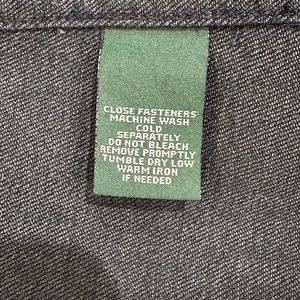 CLOSE FASTENERS
MACHINE WASH
COLD
SEPARATELY
DO NOT BLEACH
REMOVE PROMPTLY
TUMBLE DRY LOW
WARM IRON
IF NEEDED